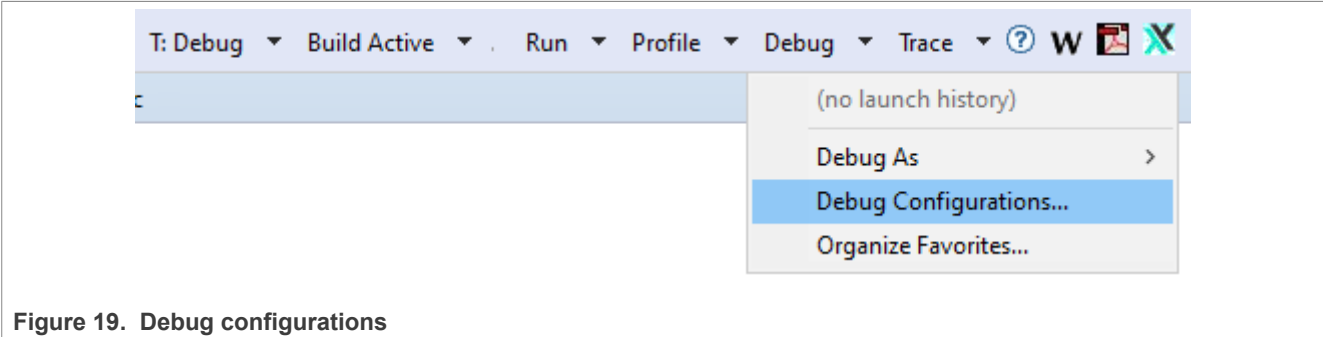 T: Debug Build Active . Run Profile Debug Trace ? W
c
(no launch history)
Debug As >
Debug Configurations...
Organize Favorites...
Figure 19. Debug configurations